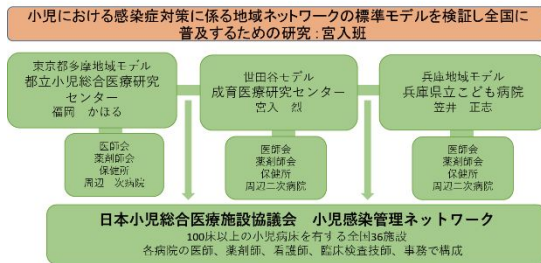 小児における感染症対策に係る地域ネットワークの標準モデルを検証し全国に
普及するための研究：宮入班
東京都多摩地域モデル
都立小児総合医療研究
センター
福岡　かほる
世田谷モデル
成育医療研究センター
宮入　烈
兵庫地域モデル
兵庫県立こども病院
笠井　正志
医師会
薬剤師会
保健所
周辺　次病院
医師会
薬剤師会
保健所
周辺二次病院
医師会
薬剤師会
保健所
周辺二次病院
日本小児総合医療施設協議会　小児感染管理ネットワーク
100床以上の小児病床を有する全国36施設
各病院の医師、薬剤師、看護師、臨床検査技師、事務で構成